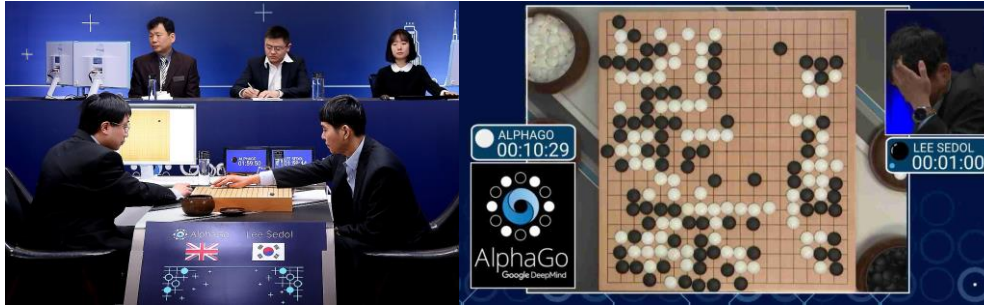 AlphaGo
Lee Sedol
ALPHAGO
00:10:29
LEE SEDOL
00:01:00
AlphaGo
Google DeepMind